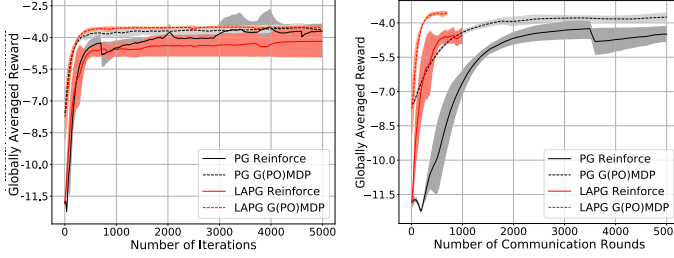 Globally Averaged Reward
−2.5
−4.0
−5.5
−7.0
−8.5
−10.0
−11.5
0 1000 2000 3000 4000 5000
Number of Iterations
PG Reinforce
PG G(PO)MDP
LAPG Reinforce
LAPG G(PO)MDP
Globally Averaged Reward
−4.0
−5.5
−7.0
−8.5
−10.0
−11.5
0 1000 2000 3000 4000 5000
Number of Communication Rounds
PG Reinforce
PG G(PO)MDP
LAPG Reinforce
LAPG G(PO)MDP